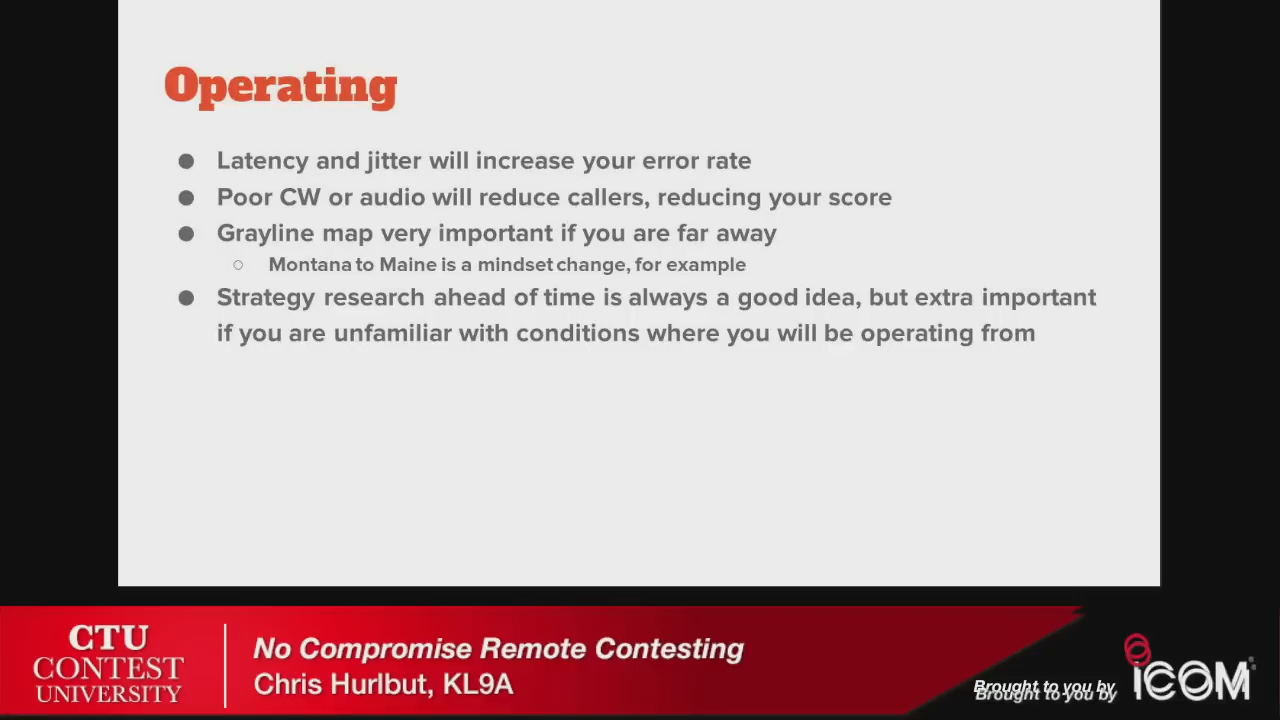 Operating
● Latency and jitter will increase your error rate
● Poor CW or audio will reduce callers, reducing your score
● Grayline map very important if you are far away
○ Montana to Maine is a mindset change, for example
● Strategy research ahead of time is always a good idea, but extra important
if you are unfamiliar with conditions where you will be operating from
CTU
CONTEST
UNIVERSITY
No Compromise Remote Contesting
Chris Hurlbut, KL9A
Brought to you by
ICOM